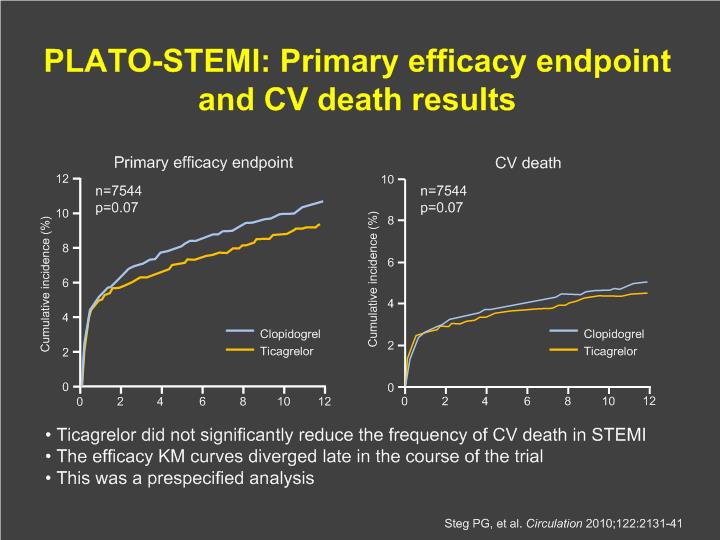 PLATO-STEMI: Primary efficacy endpoint
and CV death results
Primary efficacy endpoint
n=7544
p=0.07
Cumulative incidence (%)
12
10
8
6
4
2
0
0 2 4 6 8 10 12
Clopidogrel
Ticagrelor
CV death
n=7544
p=0.07
Cumulative incidence (%)
10
8
6
4
2
0
0 2 4 6 8 10 12
Clopidogrel
Ticagrelor
• Ticagrelor did not significantly reduce the frequency of CV death in STEMI
• The efficacy KM curves diverged late in the course of the trial
• This was a prespecified analysis
Steg PG, et al. Circulation 2010;122:2131-41